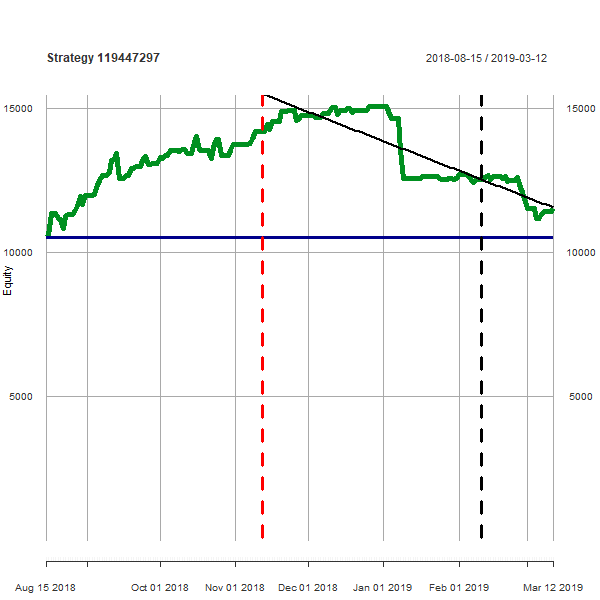 Strategy 119447297
2018-08-15 / 2019-03-12
15000 15000
10000 10000
Equity
5000 5000
Aug 15 2018 Oct 01 2018 Nov 01 2018 Dec 01 2018 Jan 01 2019 Feb 01 2019 Mar 12 2019